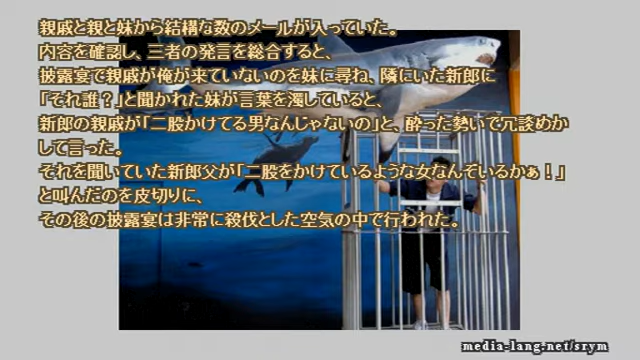 親戚と親と妹から結構な数のメールが入っていた。
内容を確認し、三者の発言を総合すると、
披露宴で親戚が俺が来ていないのを妹に尋ね、隣にいた新郎に
「それ誰？」と聞かれた妹が言葉を濁していると、
新郎の親戚が「二股かけてる男なんじゃないの」と、酔った勢いで冗談めか
して言った。
それを聞いていた新郎父が「二股をかけているような女なんぞいるかぁ！」
と叫んだのを皮切りに、
その後の披露宴は非常に殺伐とした空気の中で行われた。
media-lang-net/srym